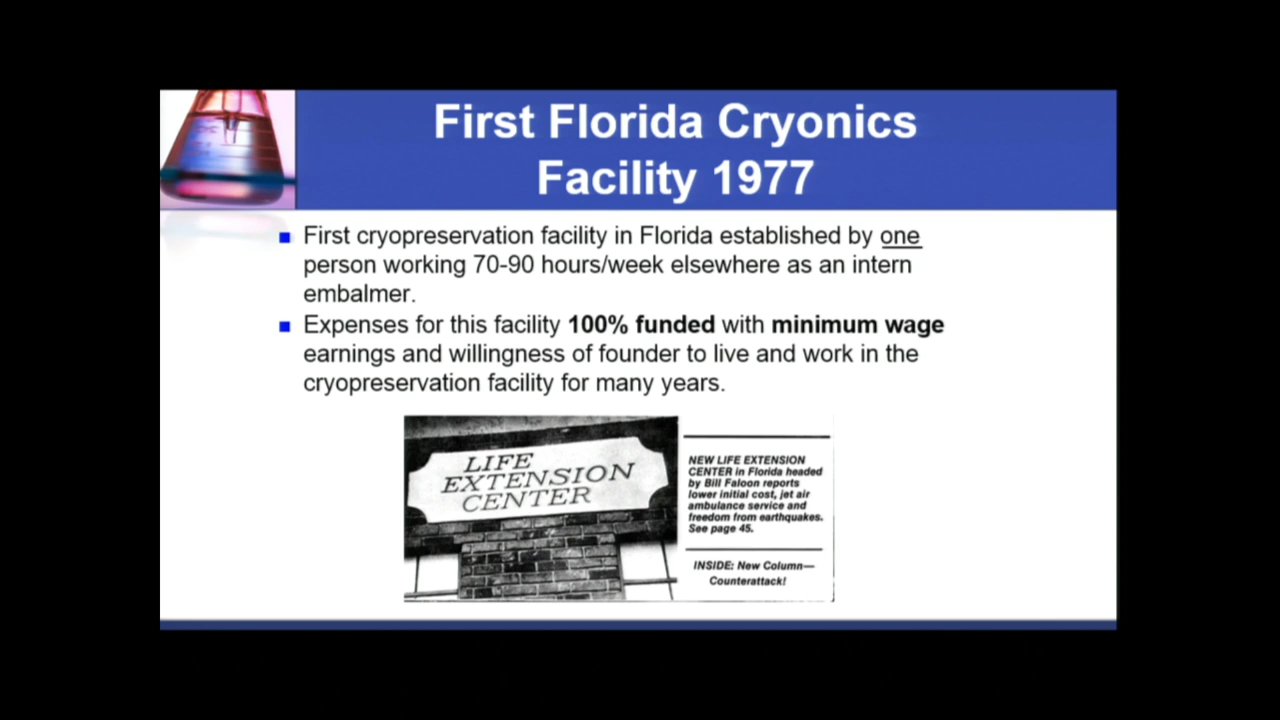 First Florida Cryonics
Facility 1977
First cryopreservation facility in Florida established by one
person working 70-90 hours/week elsewhere as an intern
embalmer.
Expenses for this facility 100% funded with minimum wage
earnings and willingness of founder to live and work in the
cryopreservation facility for many years.
LIFE
EXTENSION
CENTER
NEW LIFE EXTENSION
CENTER in Florida headed
by Bill Faloon reports
lower initial cost, jet air
ambulance service and
freedom from earthquakes.
See page 45.
INSIDE: New Column—
Counterattack!